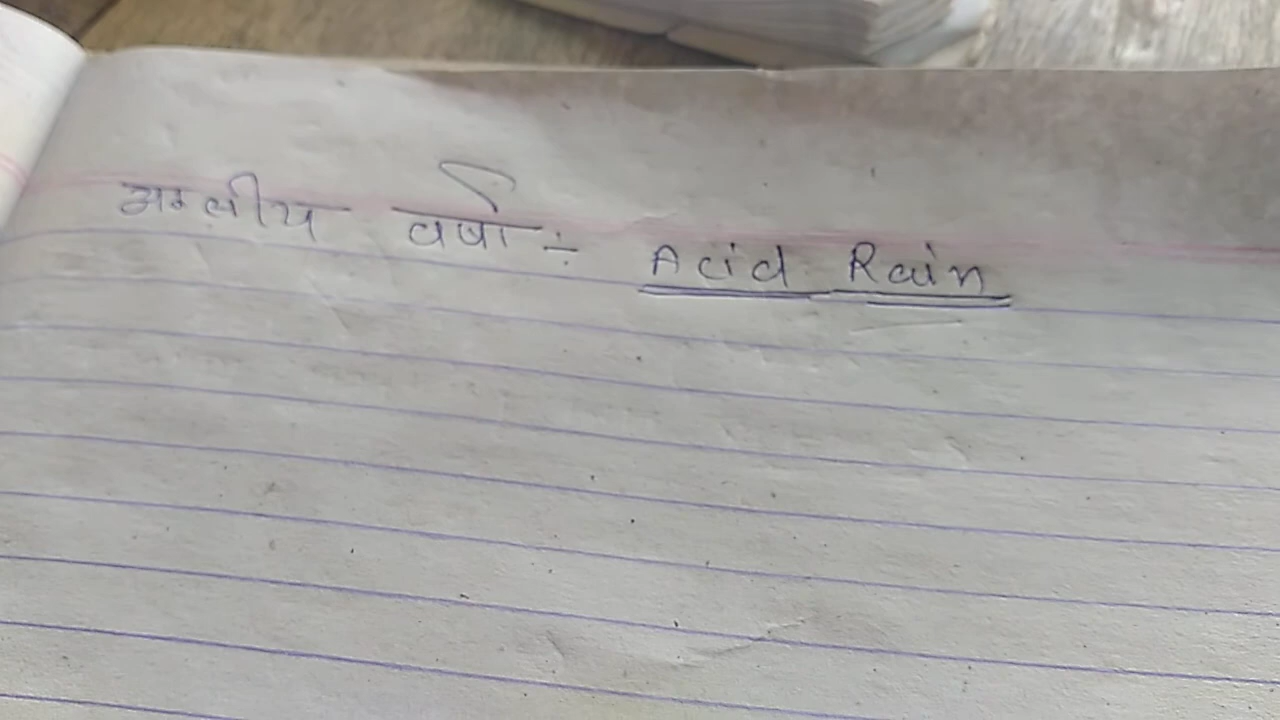 अम्लीय वर्षा :- Acid Rain